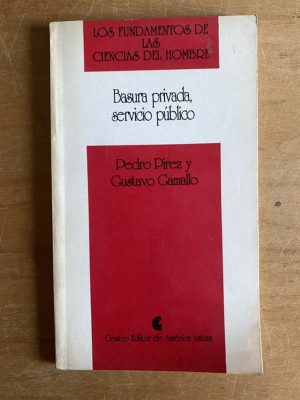 LOS FUNDAMENTOS DE
LAS
CIENCIAS DEL HOMBRE
Basura privada,
servicio público
Pedro Pírez y
Gustavo Gamallo
Centro Editor de América Latina